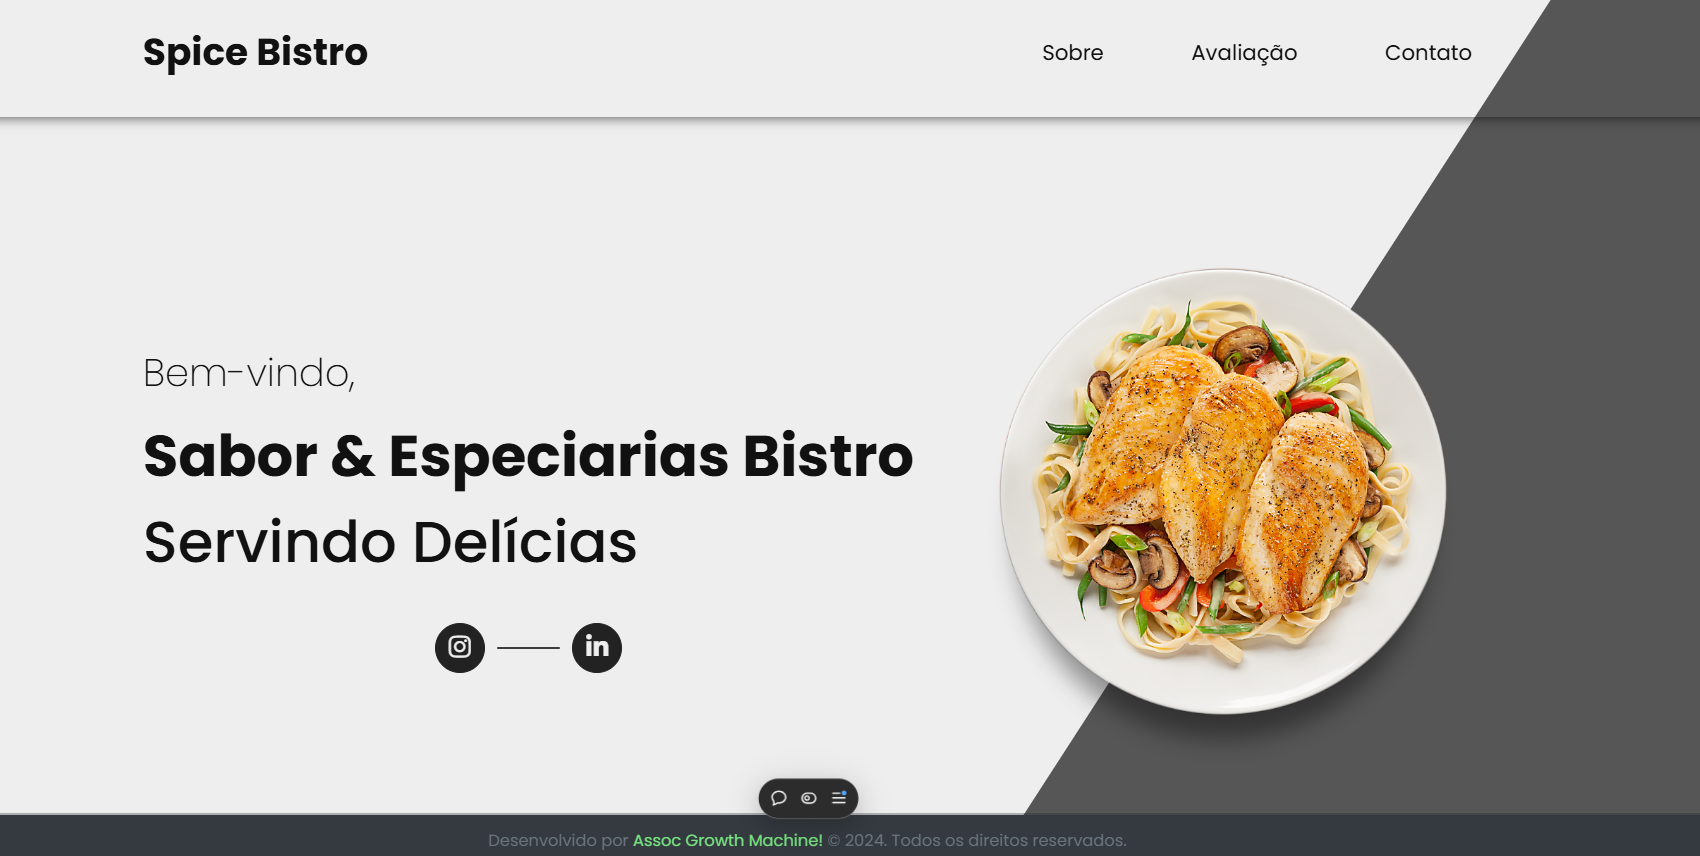 Spice Bistro
Sobre Avaliação Contato
Bem-vindo,
Sabor & Especiarias Bistro
Servindo Delícias
in
Desenvolvido por Assoc Growth Machine! © 2024. Todos os direitos reservados.